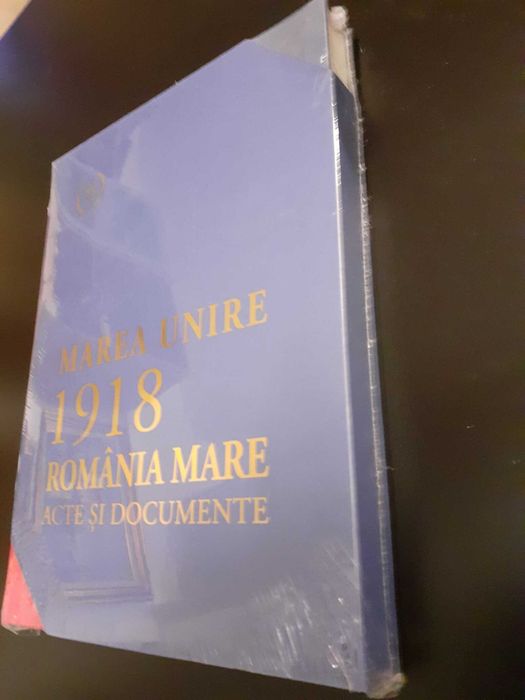 MAREA UNIRE
1918
ROMÂNIA MARE
ACTE ȘI DOCUMENTE